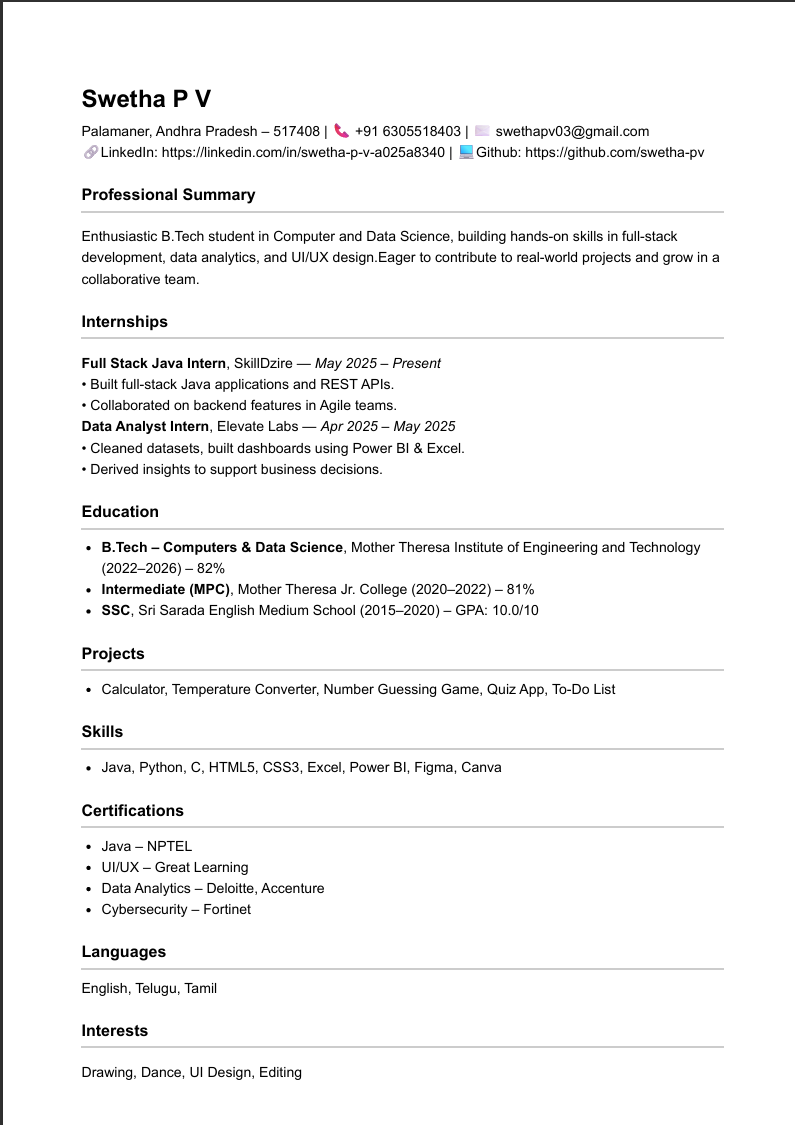 Swetha P V
Palamaner, Andhra Pradesh – 517408 | 📞 +91 6305518403 | ✉️ swethapv03@gmail.com
🔗LinkedIn: https://linkedin.com/in/swetha-p-v-a025a8340 | 💻Github: https://github.com/swetha-pv
Professional Summary
Enthusiastic B.Tech student in Computer and Data Science, building hands-on skills in full-stack
development, data analytics, and UI/UX design.Eager to contribute to real-world projects and grow in a
collaborative team.
Internships
Full Stack Java Intern, SkillDzire — May 2025 – Present
• Built full-stack Java applications and REST APIs.
• Collaborated on backend features in Agile teams.
Data Analyst Intern, Elevate Labs — Apr 2025 – May 2025
• Cleaned datasets, built dashboards using Power BI & Excel.
• Derived insights to support business decisions.
Education
• B.Tech – Computers & Data Science, Mother Theresa Institute of Engineering and Technology
(2022–2026) – 82%
• Intermediate (MPC), Mother Theresa Jr. College (2020–2022) – 81%
• SSC, Sri Sarada English Medium School (2015–2020) – GPA: 10.0/10
Projects
• Calculator, Temperature Converter, Number Guessing Game, Quiz App, To-Do List
Skills
• Java, Python, C, HTML5, CSS3, Excel, Power BI, Figma, Canva
Certifications
• Java – NPTEL
• UI/UX – Great Learning
• Data Analytics – Deloitte, Accenture
• Cybersecurity – Fortinet
Languages
English, Telugu, Tamil
Interests
Drawing, Dance, UI Design, Editing